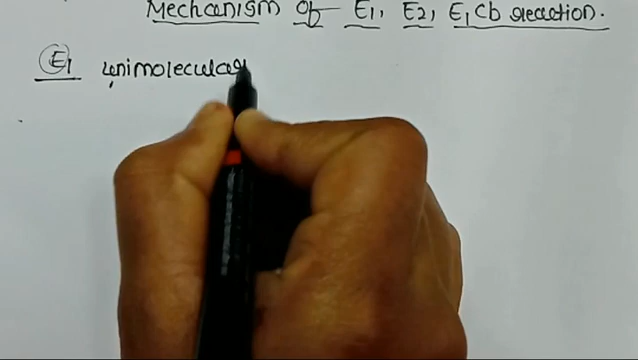 Mechanism of E1, E2, E1cb reaction.
E1 unimolecular